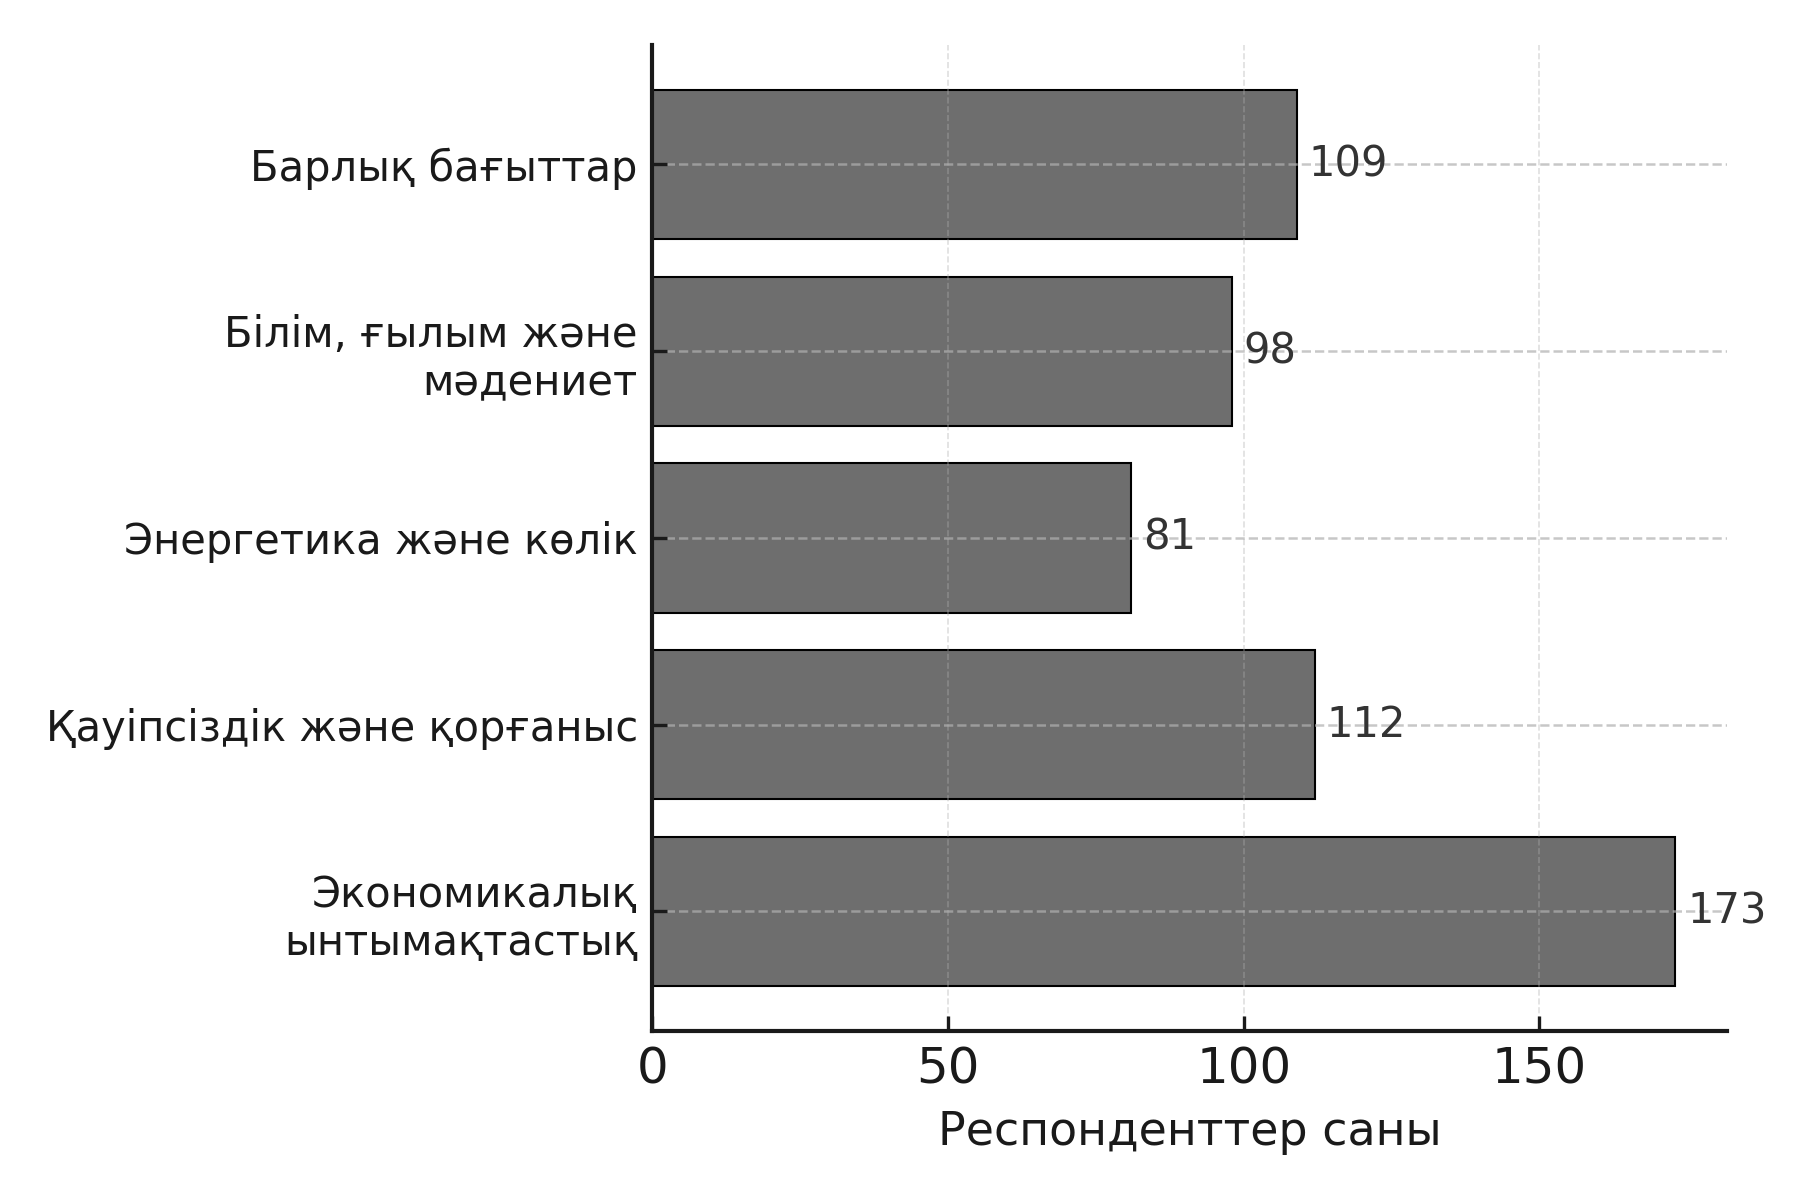 Барлық бағыттар
109
Білім, ғылым және
мәдениет
98
Энергетика және көлік
81
Қауіпсіздік және қорғаныс
112
Экономикалық
ынтымақтастық
173
0 50 100 150
Респонденттер саны